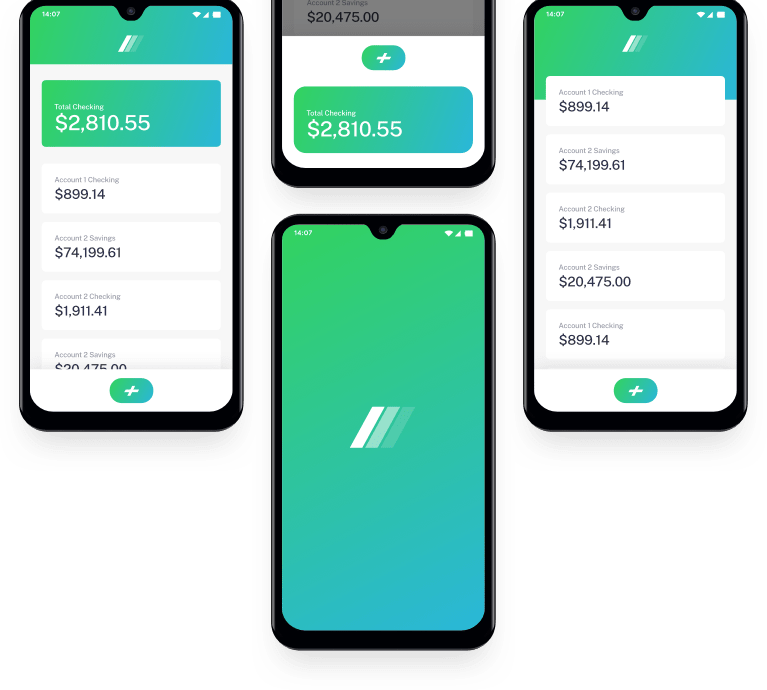 14:07
Total Checking
$2,810.55
Account 1 Checking
$899.14
Account 2 Savings
$74,199.61
Account 2 Checking
$1,911.41
Account 2 Savings
$20,475.00
Account 2 Savings
$20,475.00
Total Checking
$2,810.55
14:07
14:07
Account 1 Checking
$899.14
Account 2 Savings
$74,199.61
Account 2 Checking
$1,911.41
Account 2 Savings
$20,475.00
Account 1 Checking
$899.14